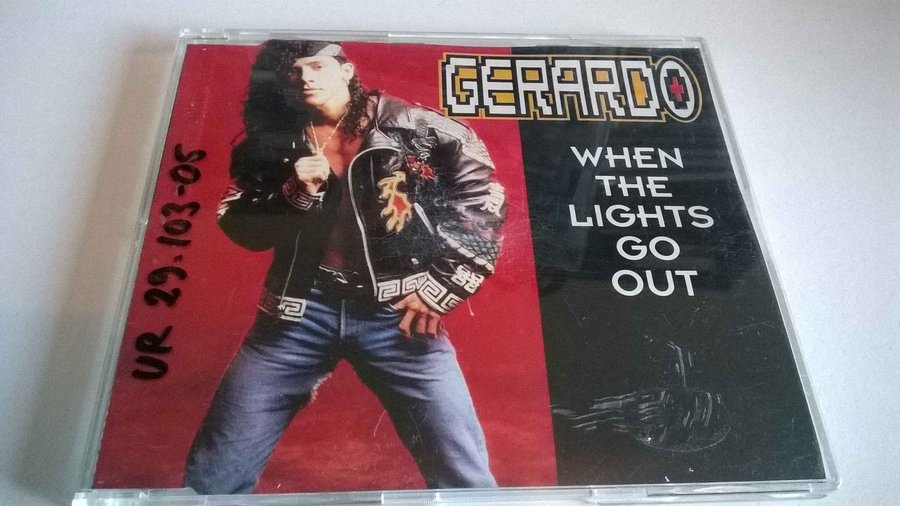 GERARDO
WHEN
THE
LIGHTS
GO
OUT
UR 29.103-05